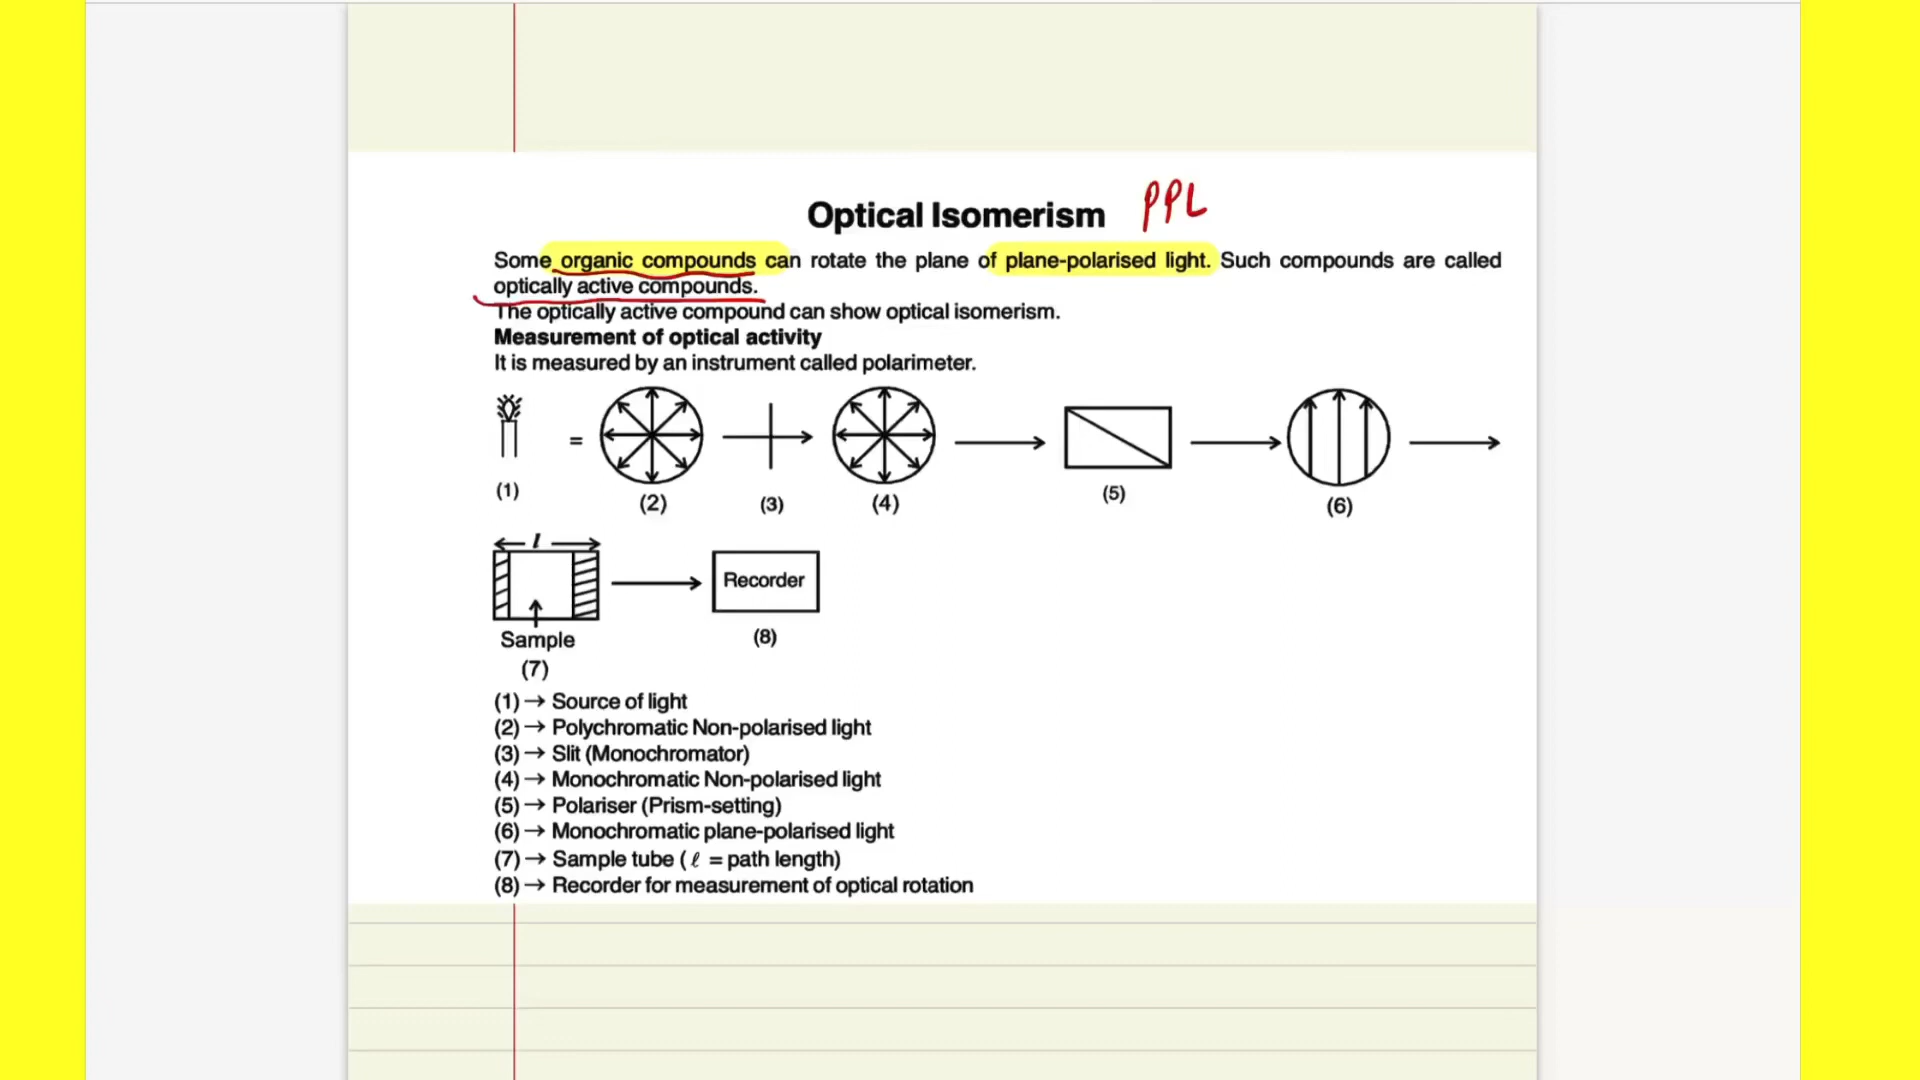 Optical Isomerism PPL
Some organic compounds can rotate the plane of plane-polarised light. Such compounds are called
optically active compounds.
The optically active compound can show optical isomerism.
Measurement of optical activity
It is measured by an instrument called polarimeter.
=
(1) (2) (3) (4) (5) (6)
l
Recorder
Sample (8)
(7)
(1) → Source of light
(2) → Polychromatic Non-polarised light
(3) → Slit (Monochromator)
(4) → Monochromatic Non-polarised light
(5) → Polariser (Prism-setting)
(6) → Monochromatic plane-polarised light
(7) → Sample tube ( ℓ = path length)
(8) → Recorder for measurement of optical rotation